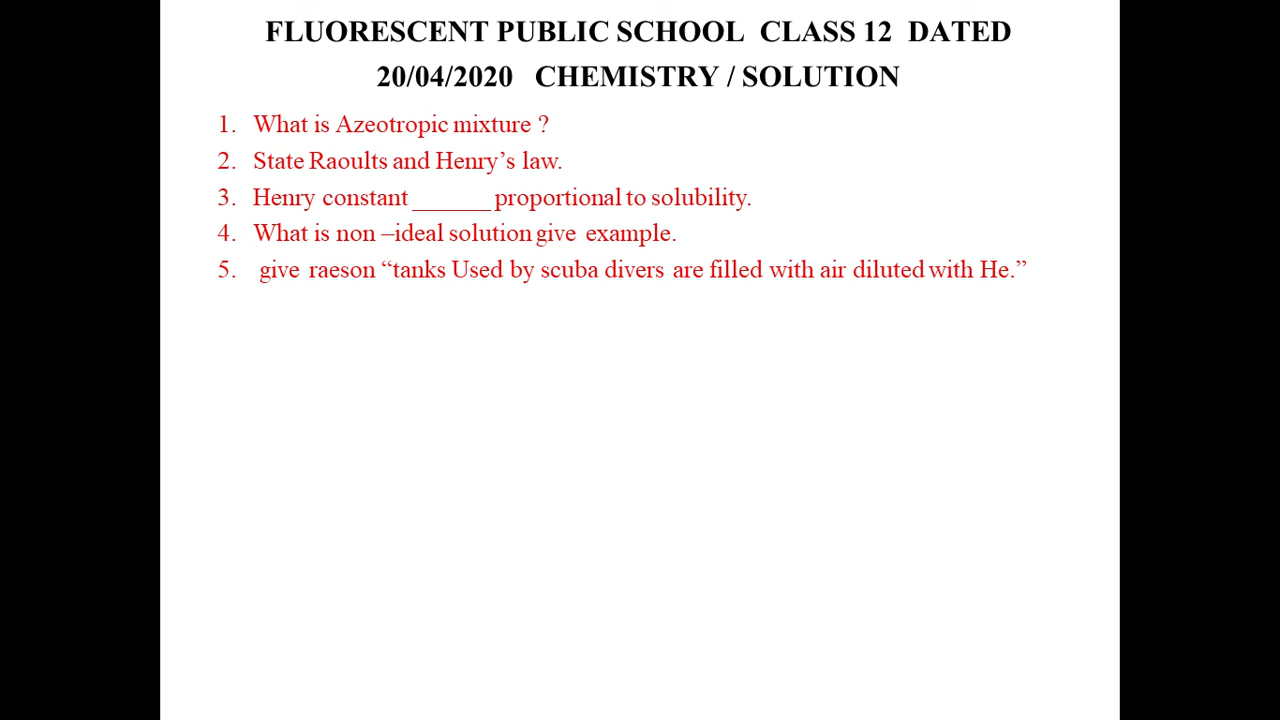 FLUORESCENT PUBLIC SCHOOL CLASS 12 DATED
20/04/2020 CHEMISTRY / SOLUTION
1. What is Azeotropic mixture ?
2. State Raoults and Henry’s law.
3. Henry constant ______ proportional to solubility.
4. What is non –ideal solution give example.
5. give raeson “tanks Used by scuba divers are filled with air diluted with He.”